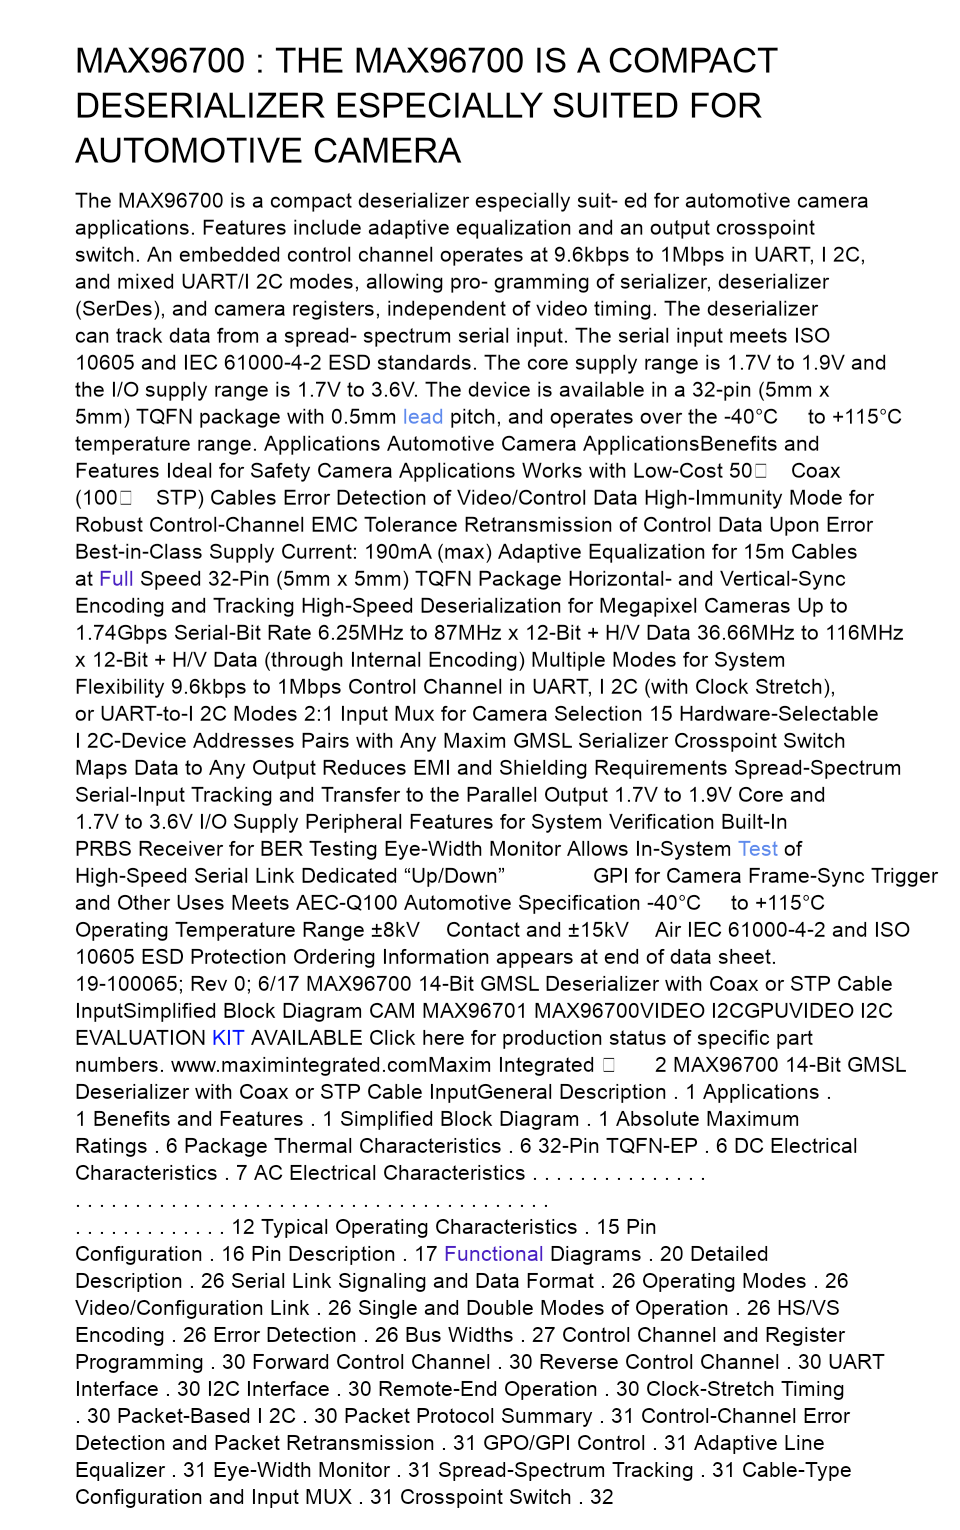 MAX96700 : THE MAX96700 IS A COMPACT
DESERIALIZER ESPECIALLY SUITED FOR
AUTOMOTIVE CAMERA
The MAX96700 is a compact deserializer especially suit- ed for automotive camera
applications. Features include adaptive equalization and an output crosspoint
switch. An embedded control channel operates at 9.6kbps to 1Mbps in UART, I 2C,
and mixed UART/I 2C modes, allowing pro- gramming of serializer, deserializer
(SerDes), and camera registers, independent of video timing. The deserializer
can track data from a spread- spectrum serial input. The serial input meets ISO
10605 and IEC 61000-4-2 ESD standards. The core supply range is 1.7V to 1.9V and
the I/O supply range is 1.7V to 3.6V. The device is available in a 32-pin (5mm x
5mm) TQFN package with 0.5mm lead pitch, and operates over the -40°C to +115°C
temperature range. Applications Automotive Camera ApplicationsBenefits and
Features Ideal for Safety Camera Applications Works with Low-Cost 50□ Coax
(100□ STP) Cables Error Detection of Video/Control Data High-Immunity Mode for
Robust Control-Channel EMC Tolerance Retransmission of Control Data Upon Error
Best-in-Class Supply Current: 190mA (max) Adaptive Equalization for 15m Cables
at Full Speed 32-Pin (5mm x 5mm) TQFN Package Horizontal- and Vertical-Sync
Encoding and Tracking High-Speed Deserialization for Megapixel Cameras Up to
1.74Gbps Serial-Bit Rate 6.25MHz to 87MHz x 12-Bit + H/V Data 36.66MHz to 116MHz
x 12-Bit + H/V Data (through Internal Encoding) Multiple Modes for System
Flexibility 9.6kbps to 1Mbps Control Channel in UART, I 2C (with Clock Stretch),
or UART-to-I 2C Modes 2:1 Input Mux for Camera Selection 15 Hardware-Selectable
I 2C-Device Addresses Pairs with Any Maxim GMSL Serializer Crosspoint Switch
Maps Data to Any Output Reduces EMI and Shielding Requirements Spread-Spectrum
Serial-Input Tracking and Transfer to the Parallel Output 1.7V to 1.9V Core and
1.7V to 3.6V I/O Supply Peripheral Features for System Verification Built-In
PRBS Receiver for BER Testing Eye-Width Monitor Allows In-System Test of
High-Speed Serial Link Dedicated “Up/Down” GPI for Camera Frame-Sync Trigger
and Other Uses Meets AEC-Q100 Automotive Specification -40°C to +115°C
Operating Temperature Range ±8kV Contact and ±15kV Air IEC 61000-4-2 and ISO
10605 ESD Protection Ordering Information appears at end of data sheet.
19-100065; Rev 0; 6/17 MAX96700 14-Bit GMSL Deserializer with Coax or STP Cable
InputSimplified Block Diagram CAM MAX96701 MAX96700VIDEO I2CGPUVIDEO I2C
EVALUATION KIT AVAILABLE Click here for production status of specific part
numbers. www.maximintegrated.comMaxim Integrated □ 2 MAX96700 14-Bit GMSL
Deserializer with Coax or STP Cable InputGeneral Description . 1 Applications .
1 Benefits and Features . 1 Simplified Block Diagram . 1 Absolute Maximum
Ratings . 6 Package Thermal Characteristics . 6 32-Pin TQFN-EP . 6 DC Electrical
Characteristics . 7 AC Electrical Characteristics . . . . . . . . . . . . . . .
. . . . . . . . . . . . . . . . . . . . . . . . . . . . . . . . . . . . . . . .
. . . . . . . . . . . . . 12 Typical Operating Characteristics . 15 Pin
Configuration . 16 Pin Description . 17 Functional Diagrams . 20 Detailed
Description . 26 Serial Link Signaling and Data Format . 26 Operating Modes . 26
Video/Configuration Link . 26 Single and Double Modes of Operation . 26 HS/VS
Encoding . 26 Error Detection . 26 Bus Widths . 27 Control Channel and Register
Programming . 30 Forward Control Channel . 30 Reverse Control Channel . 30 UART
Interface . 30 I2C Interface . 30 Remote-End Operation . 30 Clock-Stretch Timing
. 30 Packet-Based I 2C . 30 Packet Protocol Summary . 31 Control-Channel Error
Detection and Packet Retransmission . 31 GPO/GPI Control . 31 Adaptive Line
Equalizer . 31 Eye-Width Monitor . 31 Spread-Spectrum Tracking . 31 Cable-Type
Configuration and Input MUX . 31 Crosspoint Switch . 32